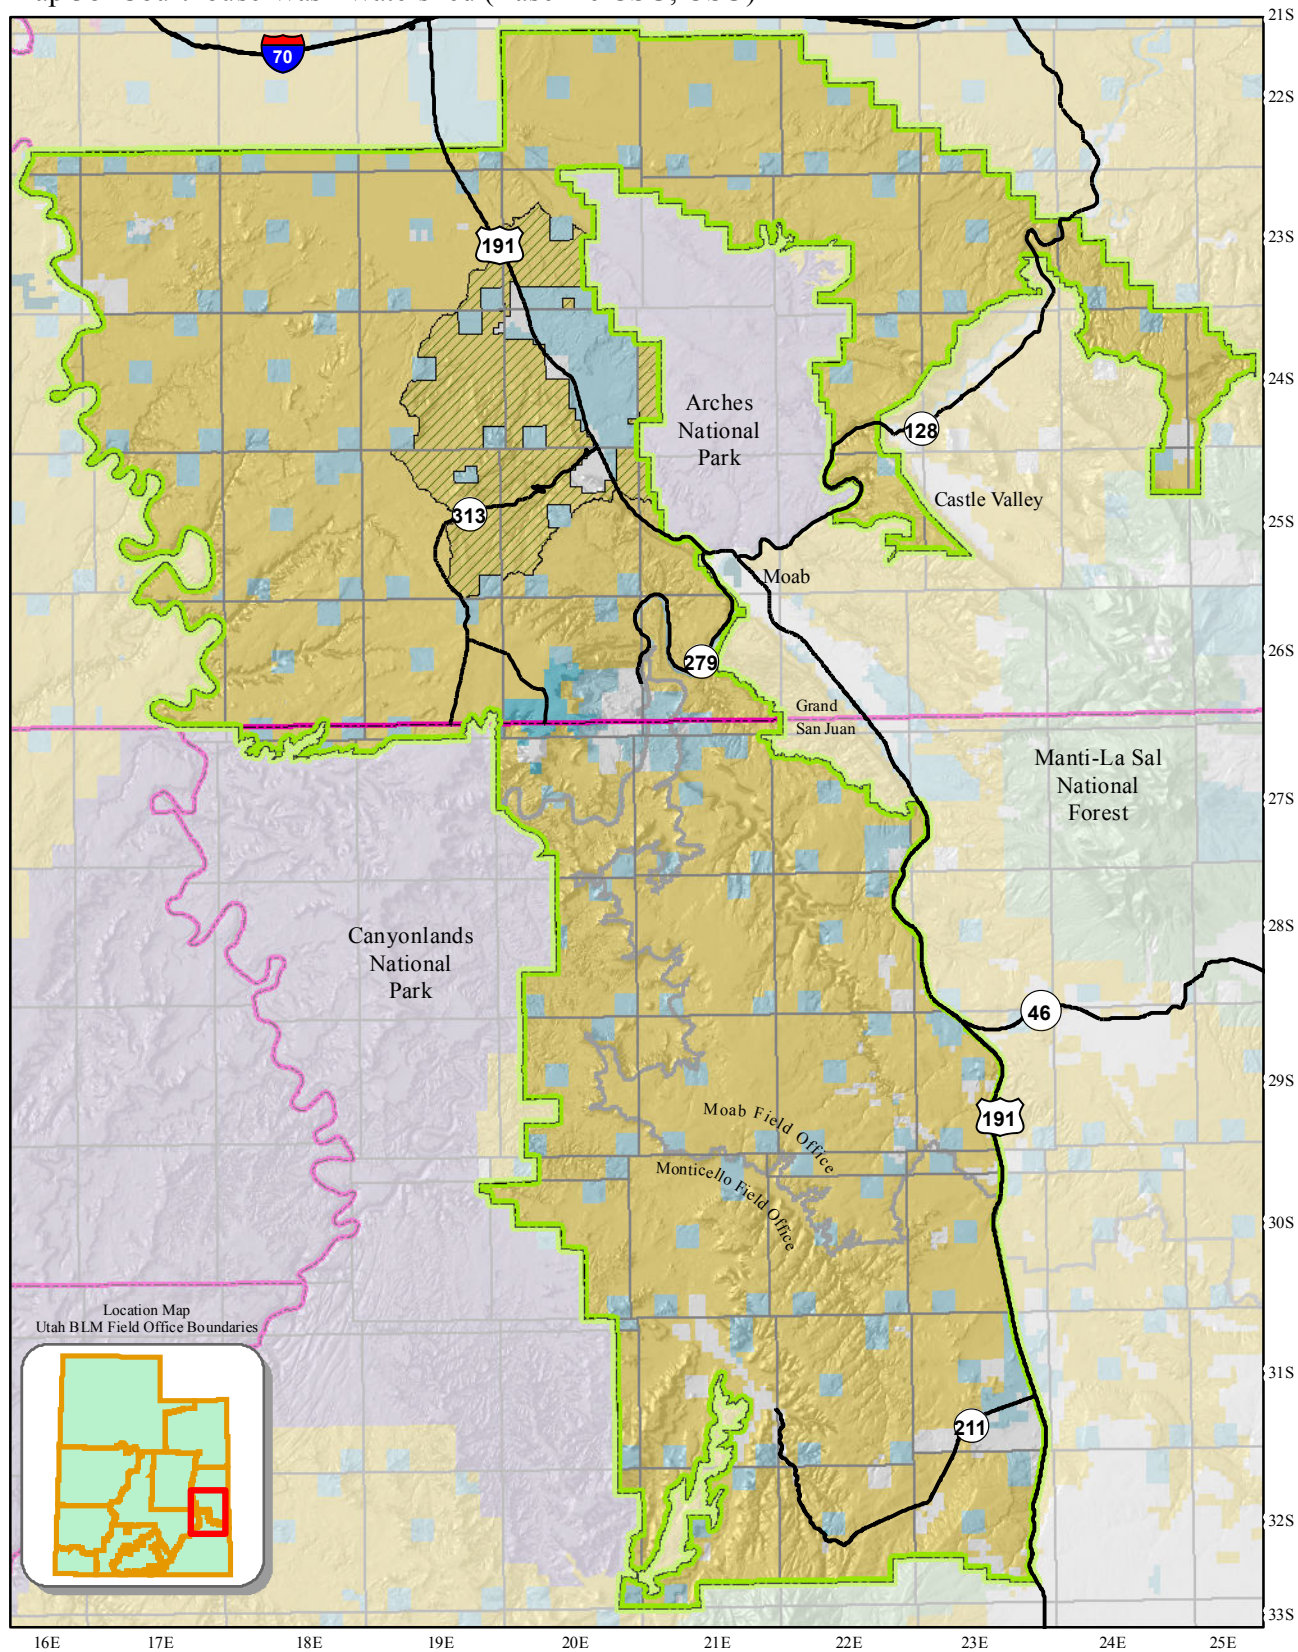 21S
70
22S
191
23S
24S
Arches
National
Park
128
Castle Valley
313
25S
Moab
279
26S
Grand
San Juan
Manti-La Sal
National
Forest
27S
Canyonlands
National
Park
28S
46
29S
191
Moab Field Office
Monticello Field Office
30S
Location Map
Utah BLM Field Office Boundaries
31S
211
32S
33S
16E 17E 18E 19E 20E 21E 22E 23E 24E 25E